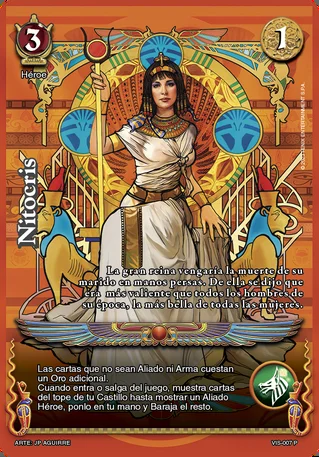 3
1
Héroe
Nitocris
La gran reina vengaría la muerte de su
marido en manos persas. De ella se dijo que
era más valiente que todos los hombres de
su época, la más bella de todas las mujeres.
Las cartas que no sean Aliado ni Arma cuestan
un Oro adicional.
Cuando entra o salga del juego, muestra cartas
del tope de tu Castillo hasta mostrar un Aliado
Héroe, ponlo en tu mano y Baraja el resto.
ARTE: JP AGUIRRE
VIS-007 P